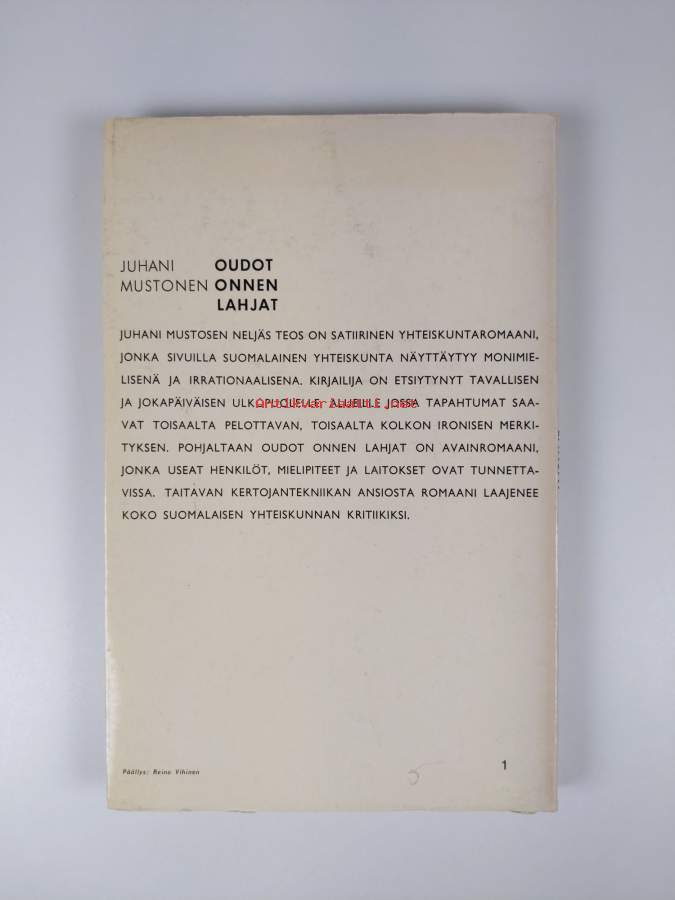 JUHANI OUDOT
MUSTONEN ONNEN
LAHJAT
JUHANI MUSTOSEN NELJÄS TEOS ON SATIIRINEN YHTEISKUNTAROMAANI,
JONKA SIVUILLA SUOMALAINEN YHTEISKUNTA NÄYTTÄYTYY MONIMIE-
LISENÄ JA IRRATIONAALISENA. KIRJAILIJA ON ETSIYTYNYT TAVALLISEN
JA JOKAPÄIVÄISEN ULKOPUOLELLE, ALUEILLE JOSSA TAPAHTUMAT SAA-
VAT TOISAALTA PELOTTAVAN, TOISAALTA KOLKON IRONISEN MERKI-
TYKSEN. POHJALTAAN OUDOT ONNEN LAHJAT ON AVAINROMAANI,
JONKA USEAT HENKILÖT, MIELIPITEET JA LAITOKSET OVAT TUNNETTA-
VISSA. TAITAVAN KERTOJANTEKNIIKAN ANSIOSTA ROMAANI LAAJENEE
KOKO SUOMALAISEN YHTEISKUNNAN KRITIIKIKSI.
Päällys: Reino Vihinen
1